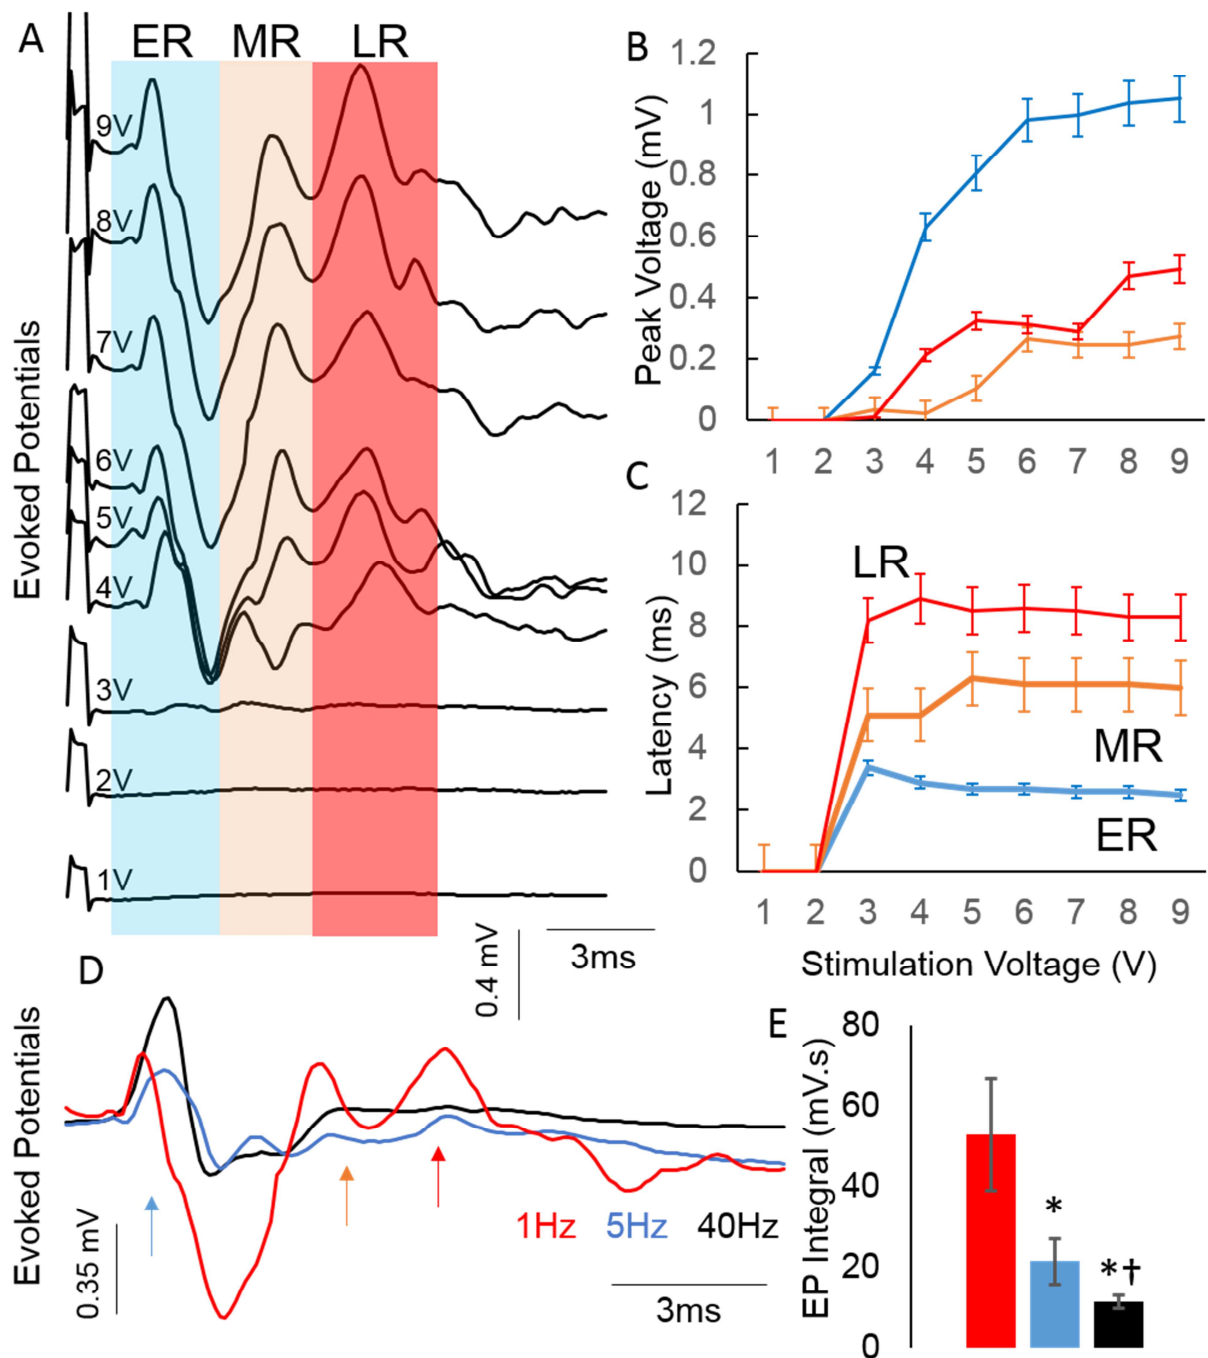 A
ER MR LR
9V
8V
7V
6V
5V
4V
3V
2V
1V
Evoked Potentials
0.4 mV
3ms
B
Peak Voltage (mV)
1.2
1
0.8
0.6
0.4
0.2
0
1 2 3 4 5 6 7 8 9
C
Latency (ms)
12
10
8
6
4
2
0
LR
MR
ER
1 2 3 4 5 6 7 8 9
Stimulation Voltage (V)
D
Evoked Potentials
0.35 mV
1Hz 5Hz 40Hz
3ms
E
EP Integral (mV.s)
80
60
40
20
0
*
*†